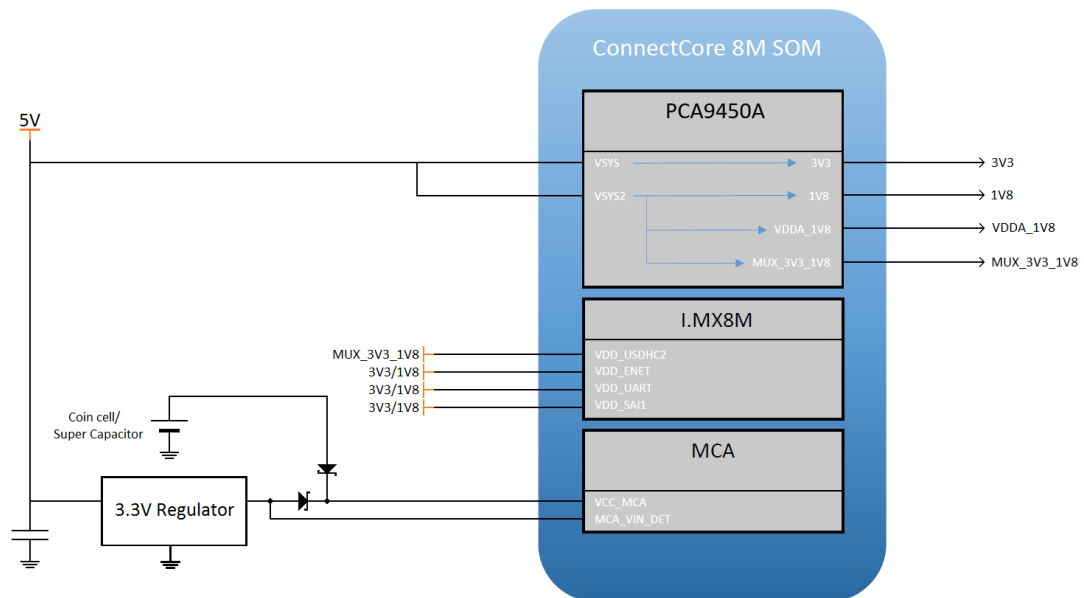 ConnectCore 8M SOM
PCA9450A
5V
VSYS
3V3
3V3
VSYS2
1V8
1V8
VDDA_1V8
VDDA_1V8
MUX_3V3_1V8
MUX_3V3_1V8
I.MX8M
MUX_3V3_1V8
VDD_USDHC2
3V3/1V8
VDD_ENET
3V3/1V8
VDD_UART
3V3/1V8
VDD_SAI1
Coin cell/
Super Capacitor
MCA
3.3V Regulator
VCC_MCA
MCA_VIN_DET